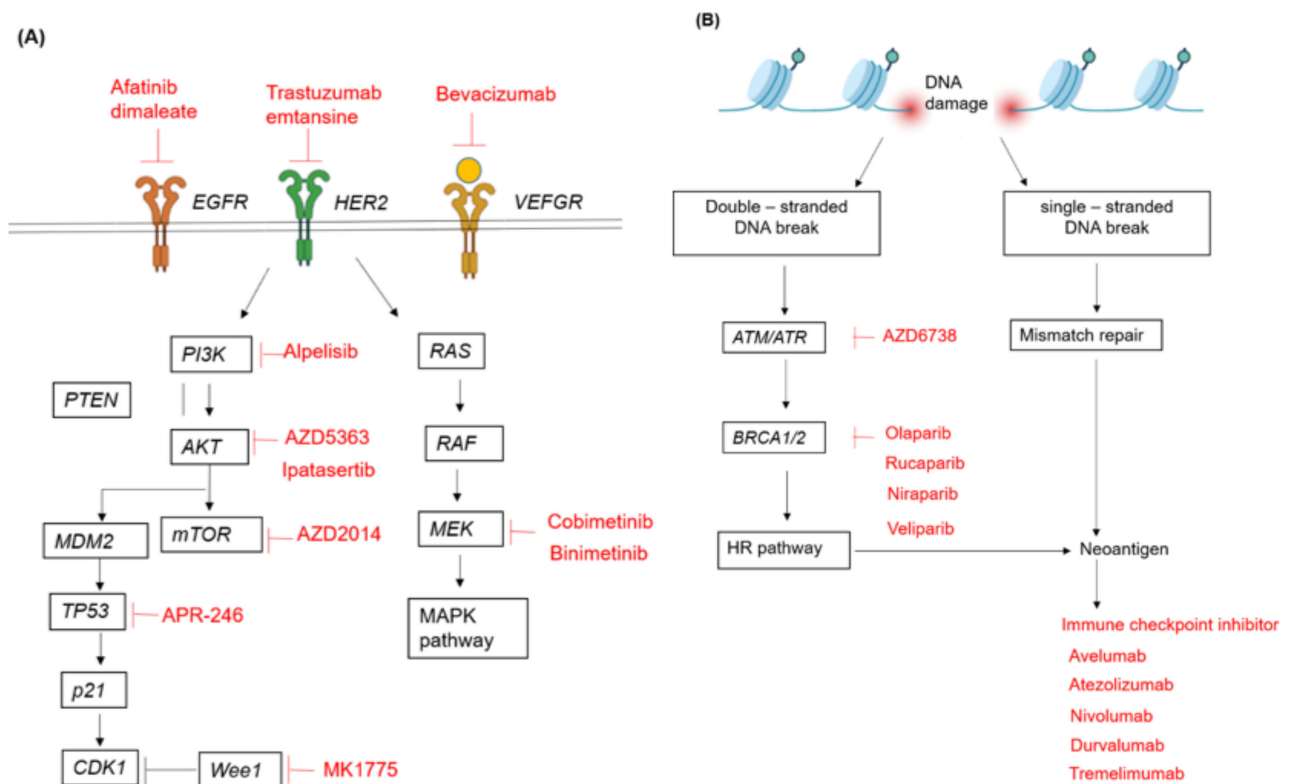 (A)
Afatinib
dimaleate
Trastuzumab
emtansine
Bevacizumab
EGFR
HER2
VEFGR
PI3K
Alpelisib
RAS
PTEN
AKT
AZD5363
Ipatasertib
RAF
MDM2
mTOR
AZD2014
MEK
Cobimetinib
Binimetinib
TP53
APR-246
MAPK
pathway
p21
CDK1
Wee1
MK1775
(B)
DNA
damage
Double – stranded
DNA break
single – stranded
DNA break
ATM/ATR
AZD6738
Mismatch repair
BRCA1/2
Olaparib
Rucaparib
Niraparib
Veliparib
HR pathway
Neoantigen
Immune checkpoint inhibitor
Avelumab
Atezolizumab
Nivolumab
Durvalumab
Tremelimumab